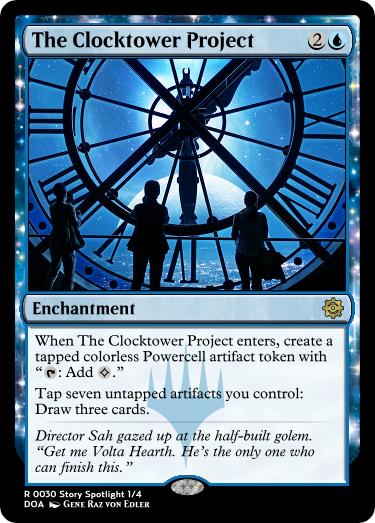 The Clocktower Project 2
Enchantment
When The Clocktower Project enters, create a
tapped colorless Powercell artifact token with
“: Add .”
Tap seven untapped artifacts you control:
Draw three cards.
Director Sah gazed up at the half-built golem.
“Get me Volta Hearth. He's the only one who
can finish this.”
R 0030 Story Spotlight 1/4
DOA Gene Raz von Edler